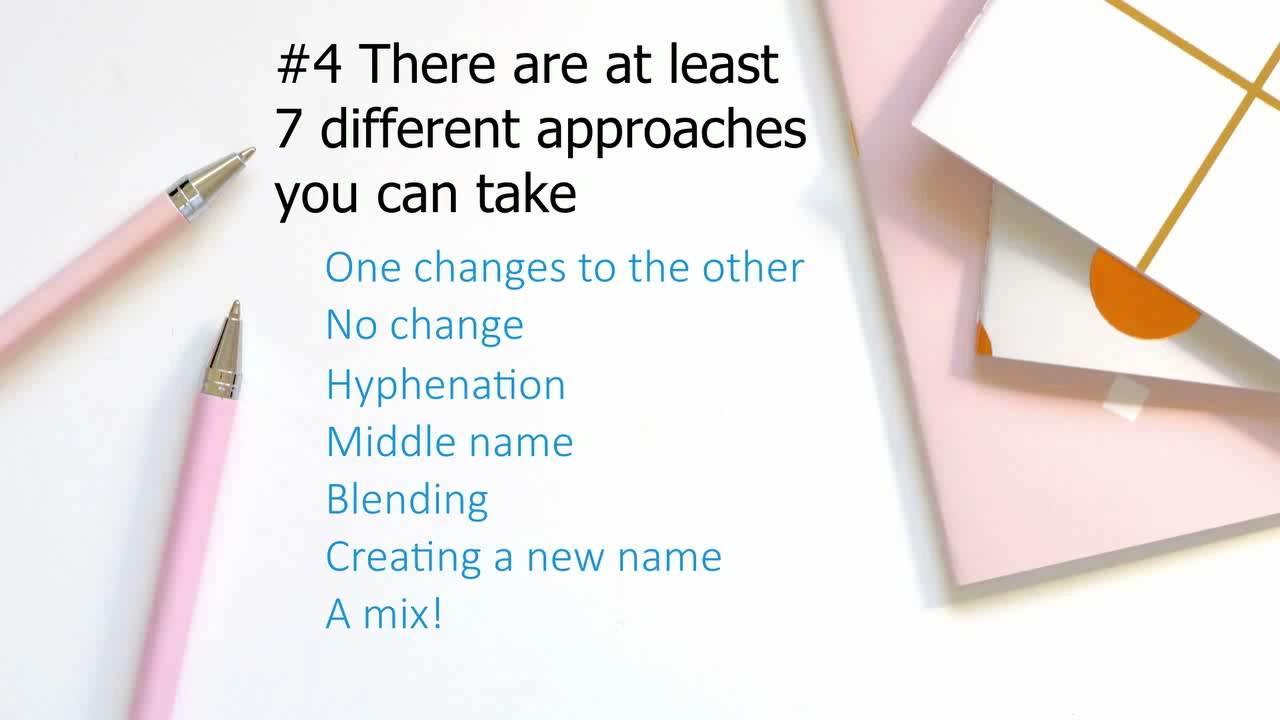 #4 There are at least
7 different approaches
you can take
One changes to the other
No change
Hyphenation
Middle name
Blending
Creating a new name
A mix!